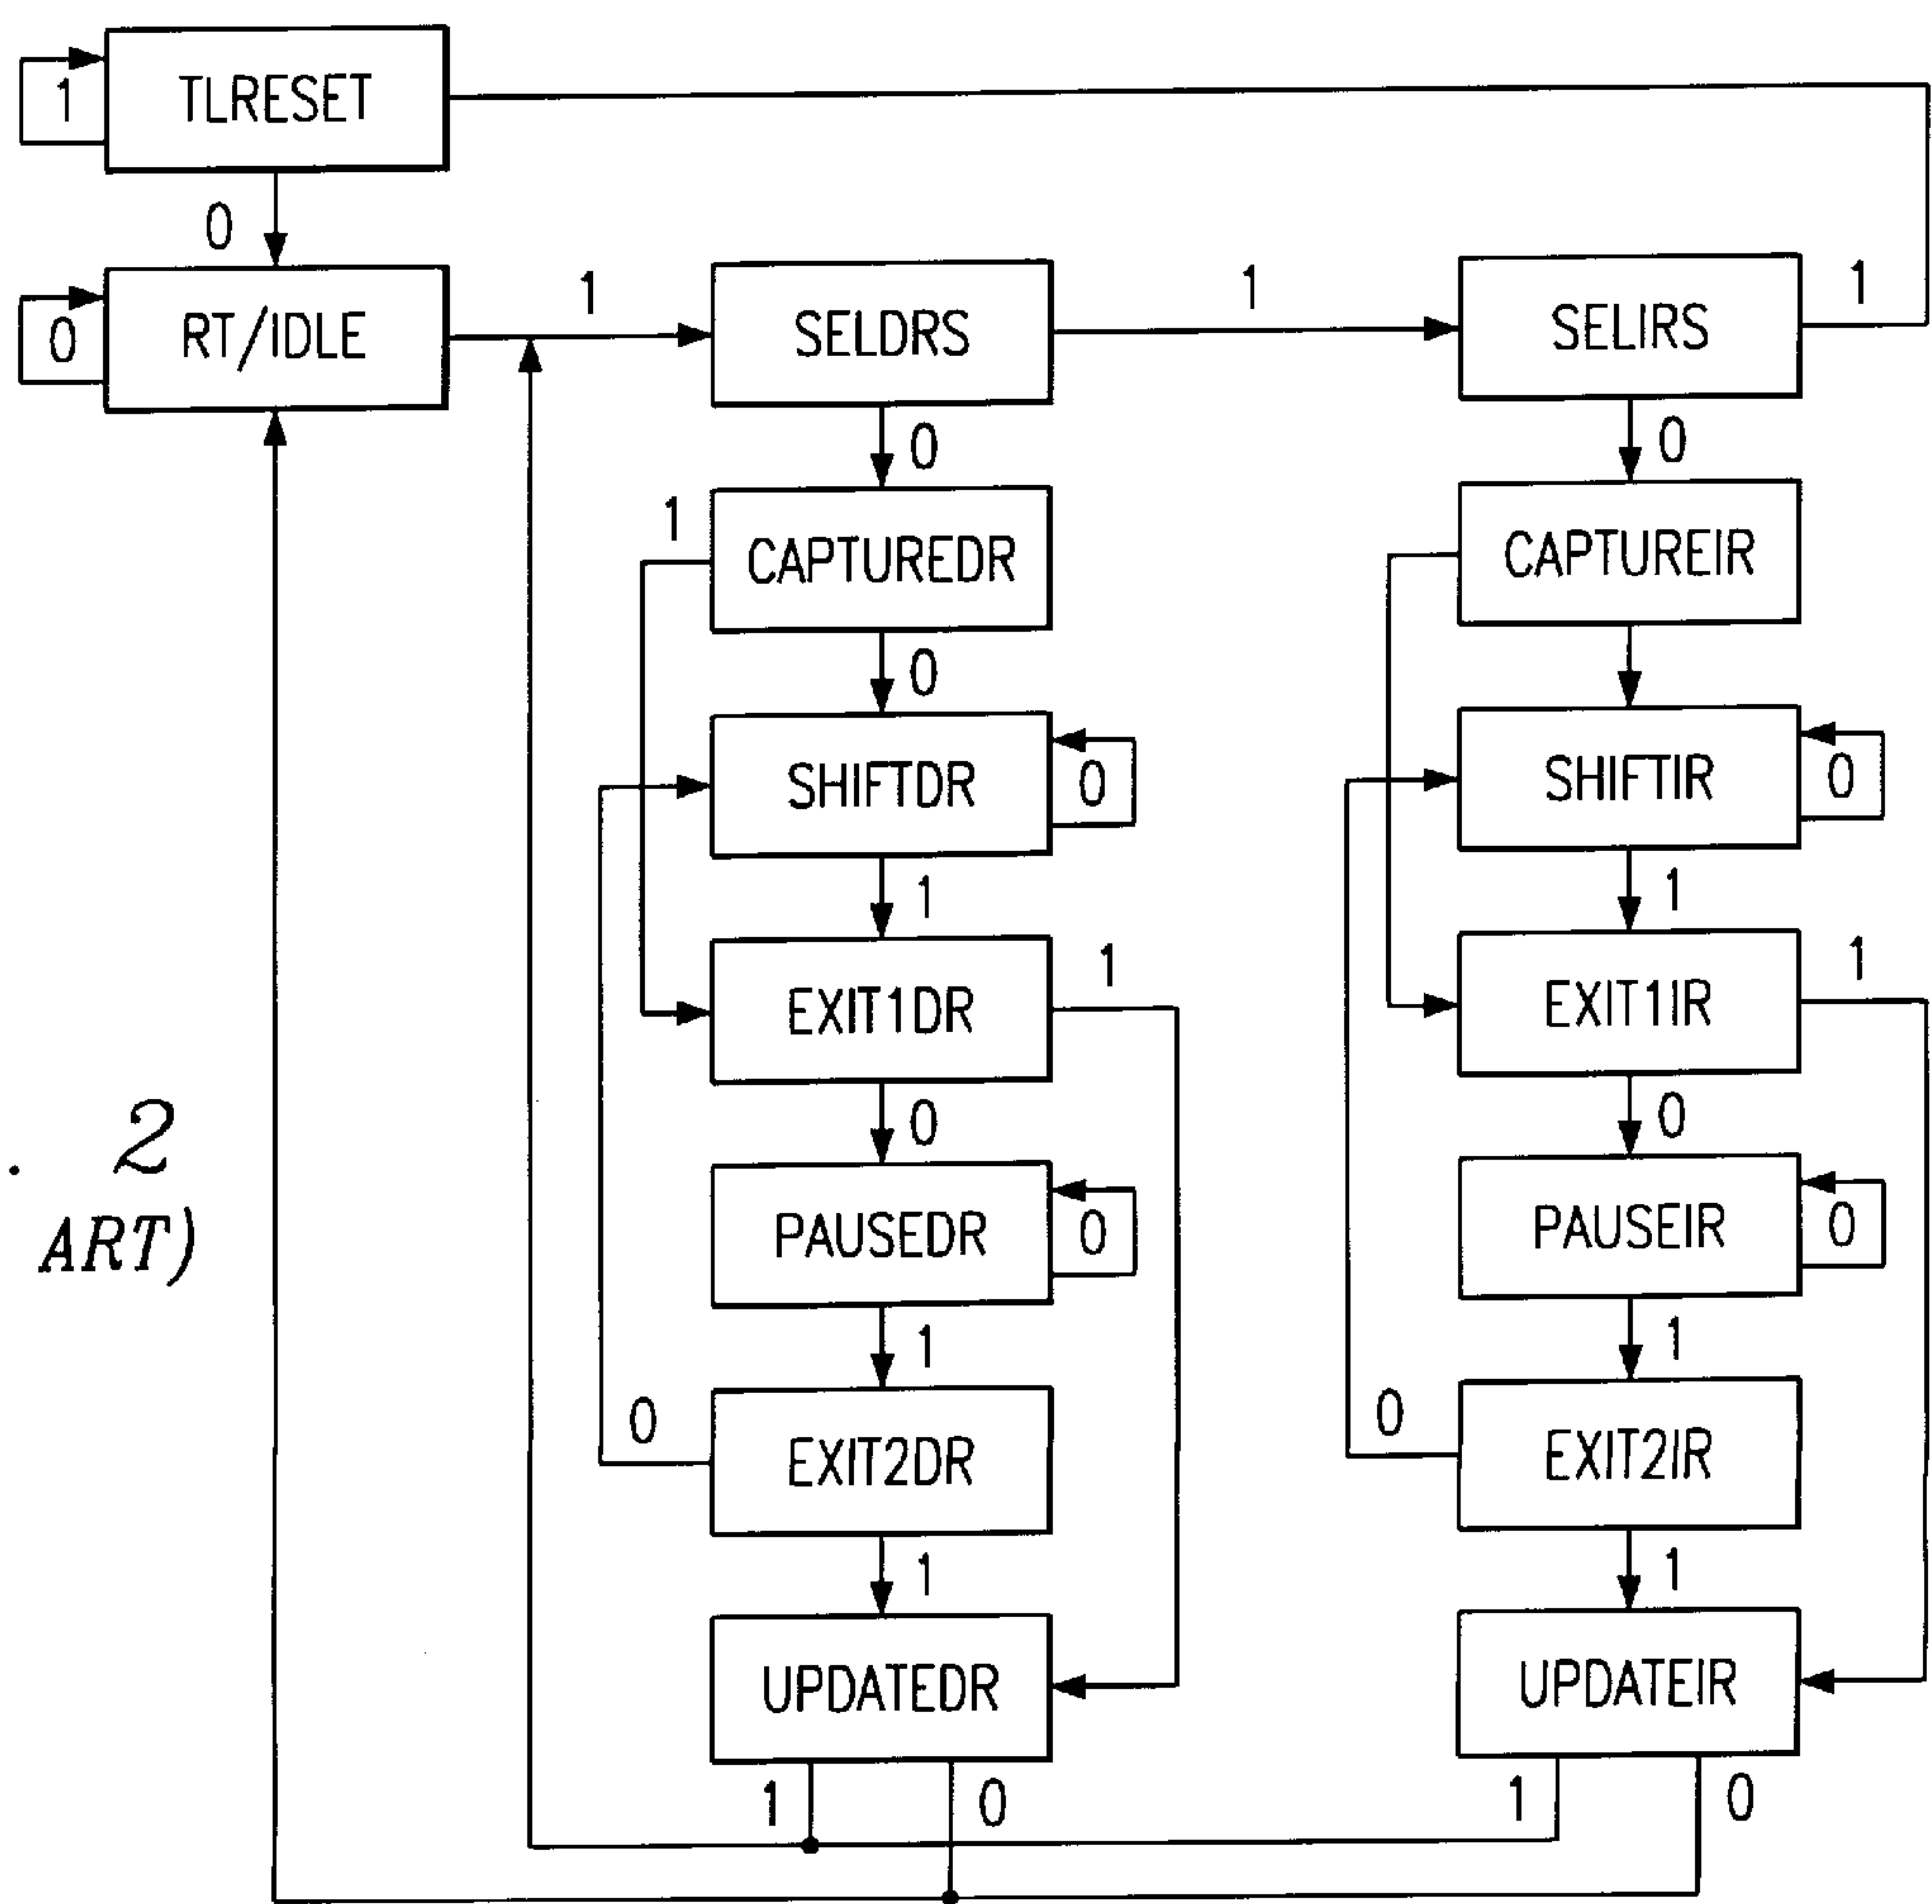 TLRESET
1
0
RT/IDLE
0
1
SELDRS
1
SELIRS
1
0
0
1
CAPTUREDR
CAPTUREIR
0
SHIFTDR
0
SHIFTIR
0
1
1
EXIT1DR
1
EXIT1IR
1
0
0
. 2
ART)
PAUSEDR
0
PAUSEIR
0
1
1
0
EXIT2DR
0
EXIT2IR
1
1
UPDATEDR
UPDATEIR
1
0
1
0